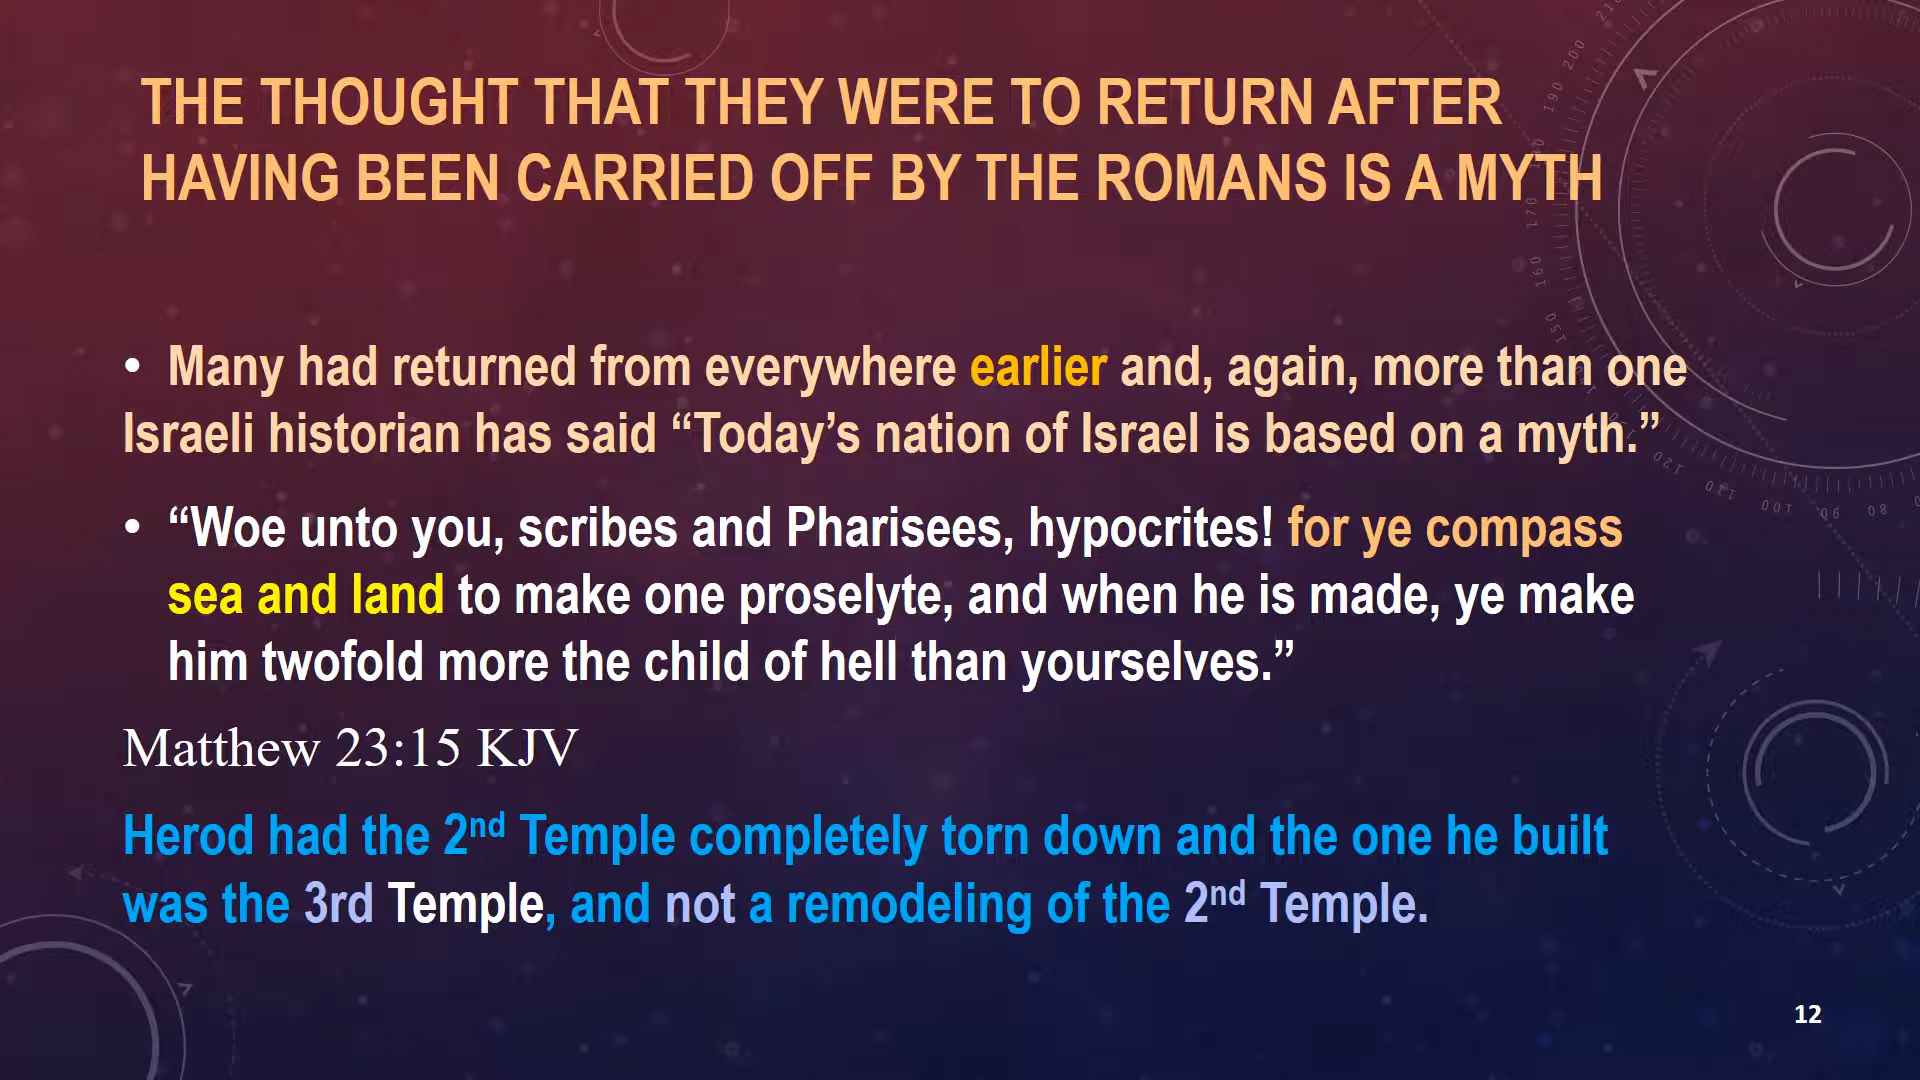 THE THOUGHT THAT THEY WERE TO RETURN AFTER
HAVING BEEN CARRIED OFF BY THE ROMANS IS A MYTH
• Many had returned from everywhere earlier and, again, more than one
Israeli historian has said “Today’s nation of Israel is based on a myth.”
• “Woe unto you, scribes and Pharisees, hypocrites! for ye compass
sea and land to make one proselyte, and when he is made, ye make
him twofold more the child of hell than yourselves.”
Matthew 23:15 KJV
Herod had the 2nd Temple completely torn down and the one he built
was the 3rd Temple, and not a remodeling of the 2nd Temple.
12